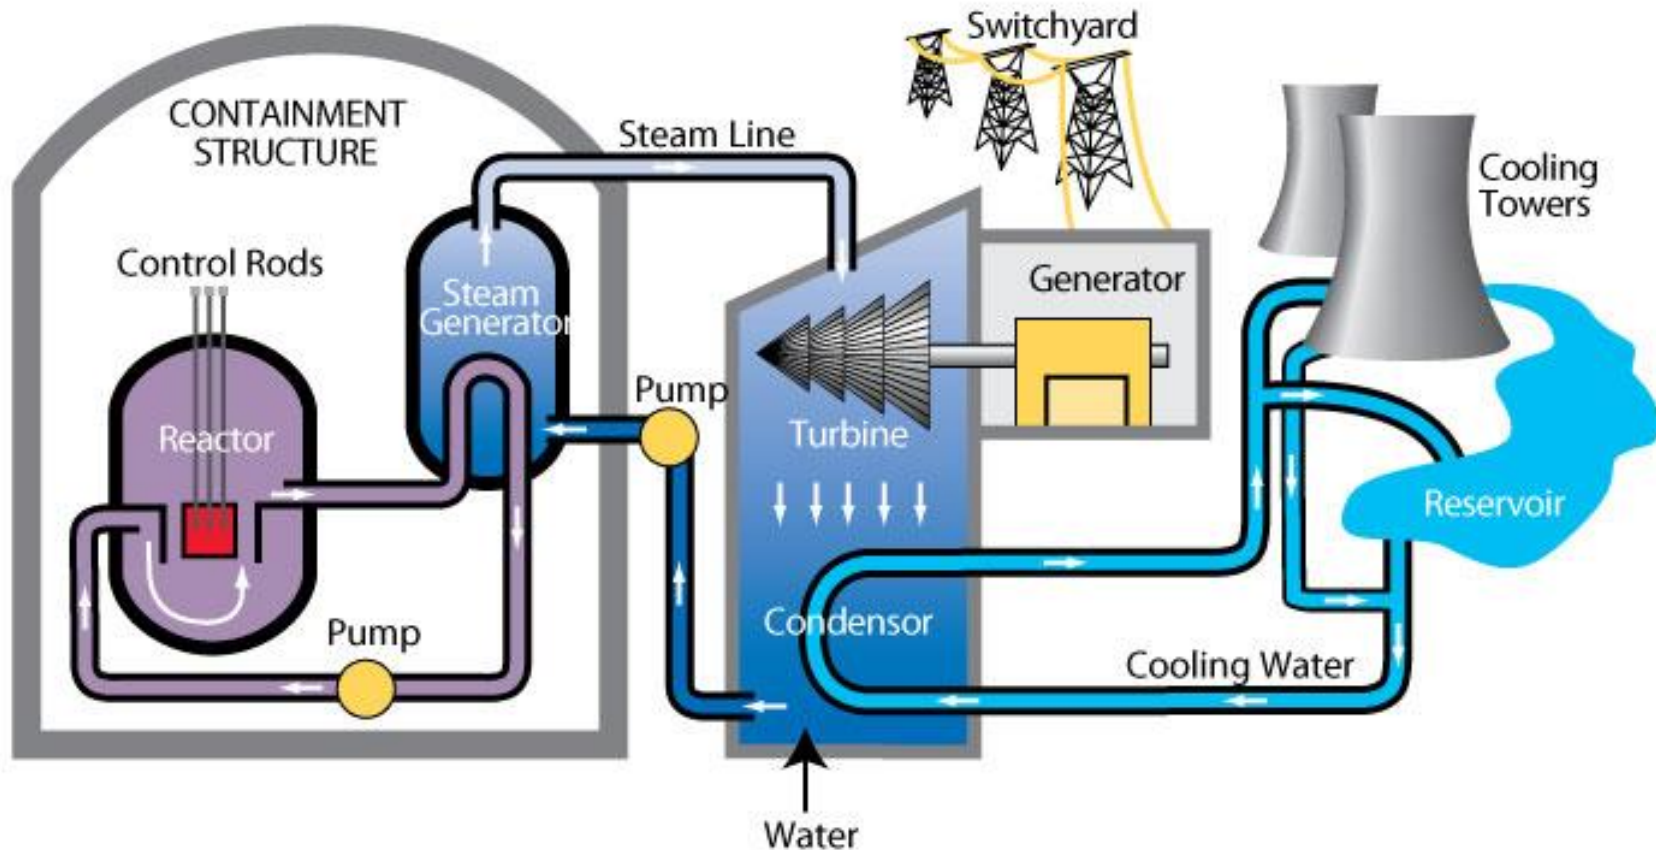 Switchyard
CONTAINMENT
STRUCTURE
Steam Line
Cooling
Towers
Control Rods
Steam
Generator
Generator
Pump
Reactor
Turbine
Reservoir
Condensor
Pump
Cooling Water
Water